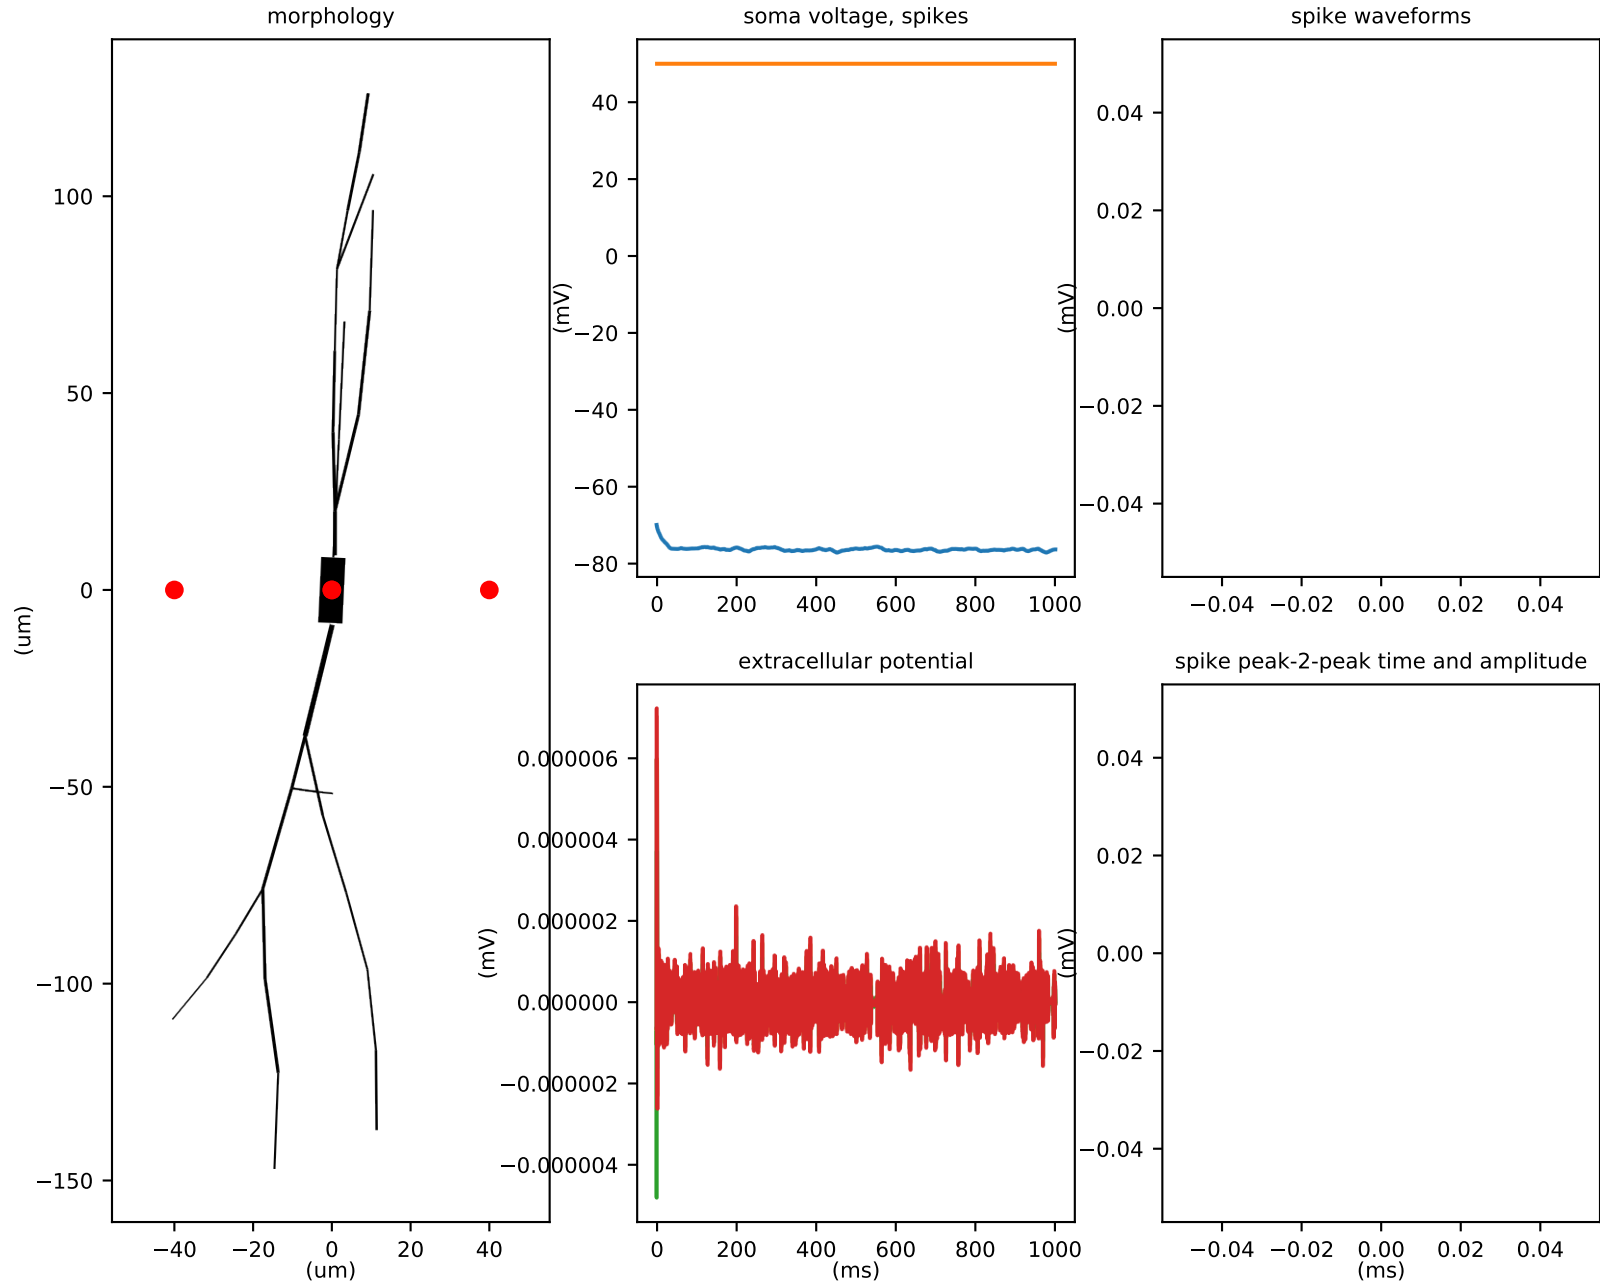 morphology
100
50
0
−50
−100
−150
(um)
−40 −20 0 20 40
(um)
soma voltage, spikes
40
20
0
−20
−40
−60
−80
(mV)
0 200 400 600 800 1000
spike waveforms
0.04
0.02
0.00
−0.02
−0.04
(mV)
−0.04 −0.02 0.00 0.02 0.04
extracellular potential
0.000006
0.000004
0.000002
0.000000
−0.000002
−0.000004
(mV)
0 200 400 600 800 1000
(ms)
spike peak-2-peak time and amplitude
0.04
0.02
0.00
−0.02
−0.04
(mV)
−0.04 −0.02 0.00 0.02 0.04
(ms)